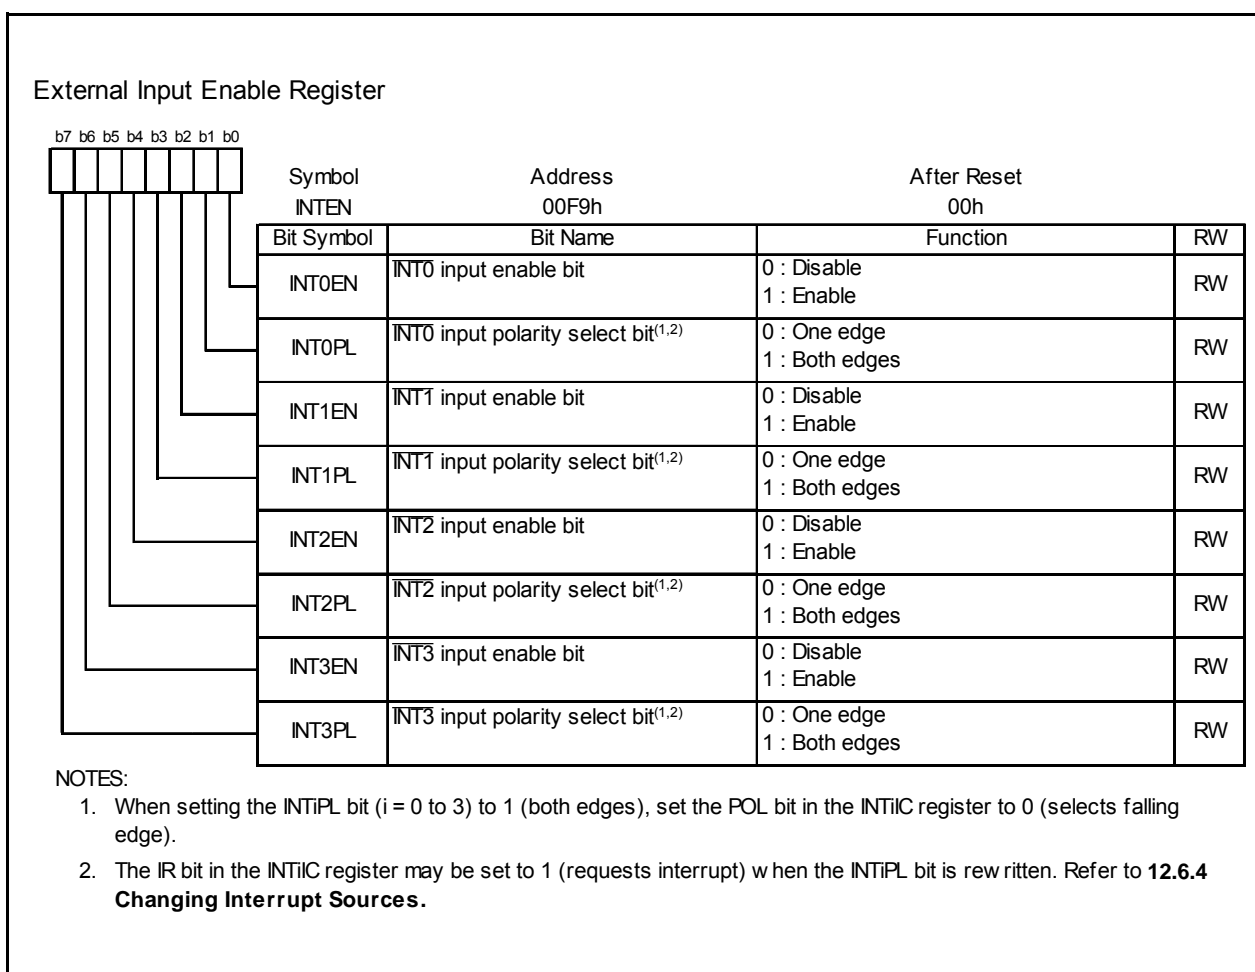 External Input Enable Register
b7 b6 b5 b4 b3 b2 b1 b0
Symbol Address After Reset
INTEN 00F9h 00h
Bit Symbol Bit Name Function RW
INT0EN INT0 input enable bit 0 : Disable RW
1 : Enable
INT0PL INT0 input polarity select bit(1,2) 0 : One edge RW
1 : Both edges
INT1EN INT1 input enable bit 0 : Disable RW
1 : Enable
INT1PL INT1 input polarity select bit(1,2) 0 : One edge RW
1 : Both edges
INT2EN INT2 input enable bit 0 : Disable RW
1 : Enable
INT2PL INT2 input polarity select bit(1,2) 0 : One edge RW
1 : Both edges
INT3EN INT3 input enable bit 0 : Disable RW
1 : Enable
INT3PL INT3 input polarity select bit(1,2) 0 : One edge RW
1 : Both edges
NOTES:
1. When setting the INTiPL bit (i = 0 to 3) to 1 (both edges), set the POL bit in the INTiIC register to 0 (selects falling
edge).
2. The IR bit in the INTiIC register may be set to 1 (requests interrupt) when the INTiPL bit is rewritten. Refer to 12.6.4
Changing Interrupt Sources.